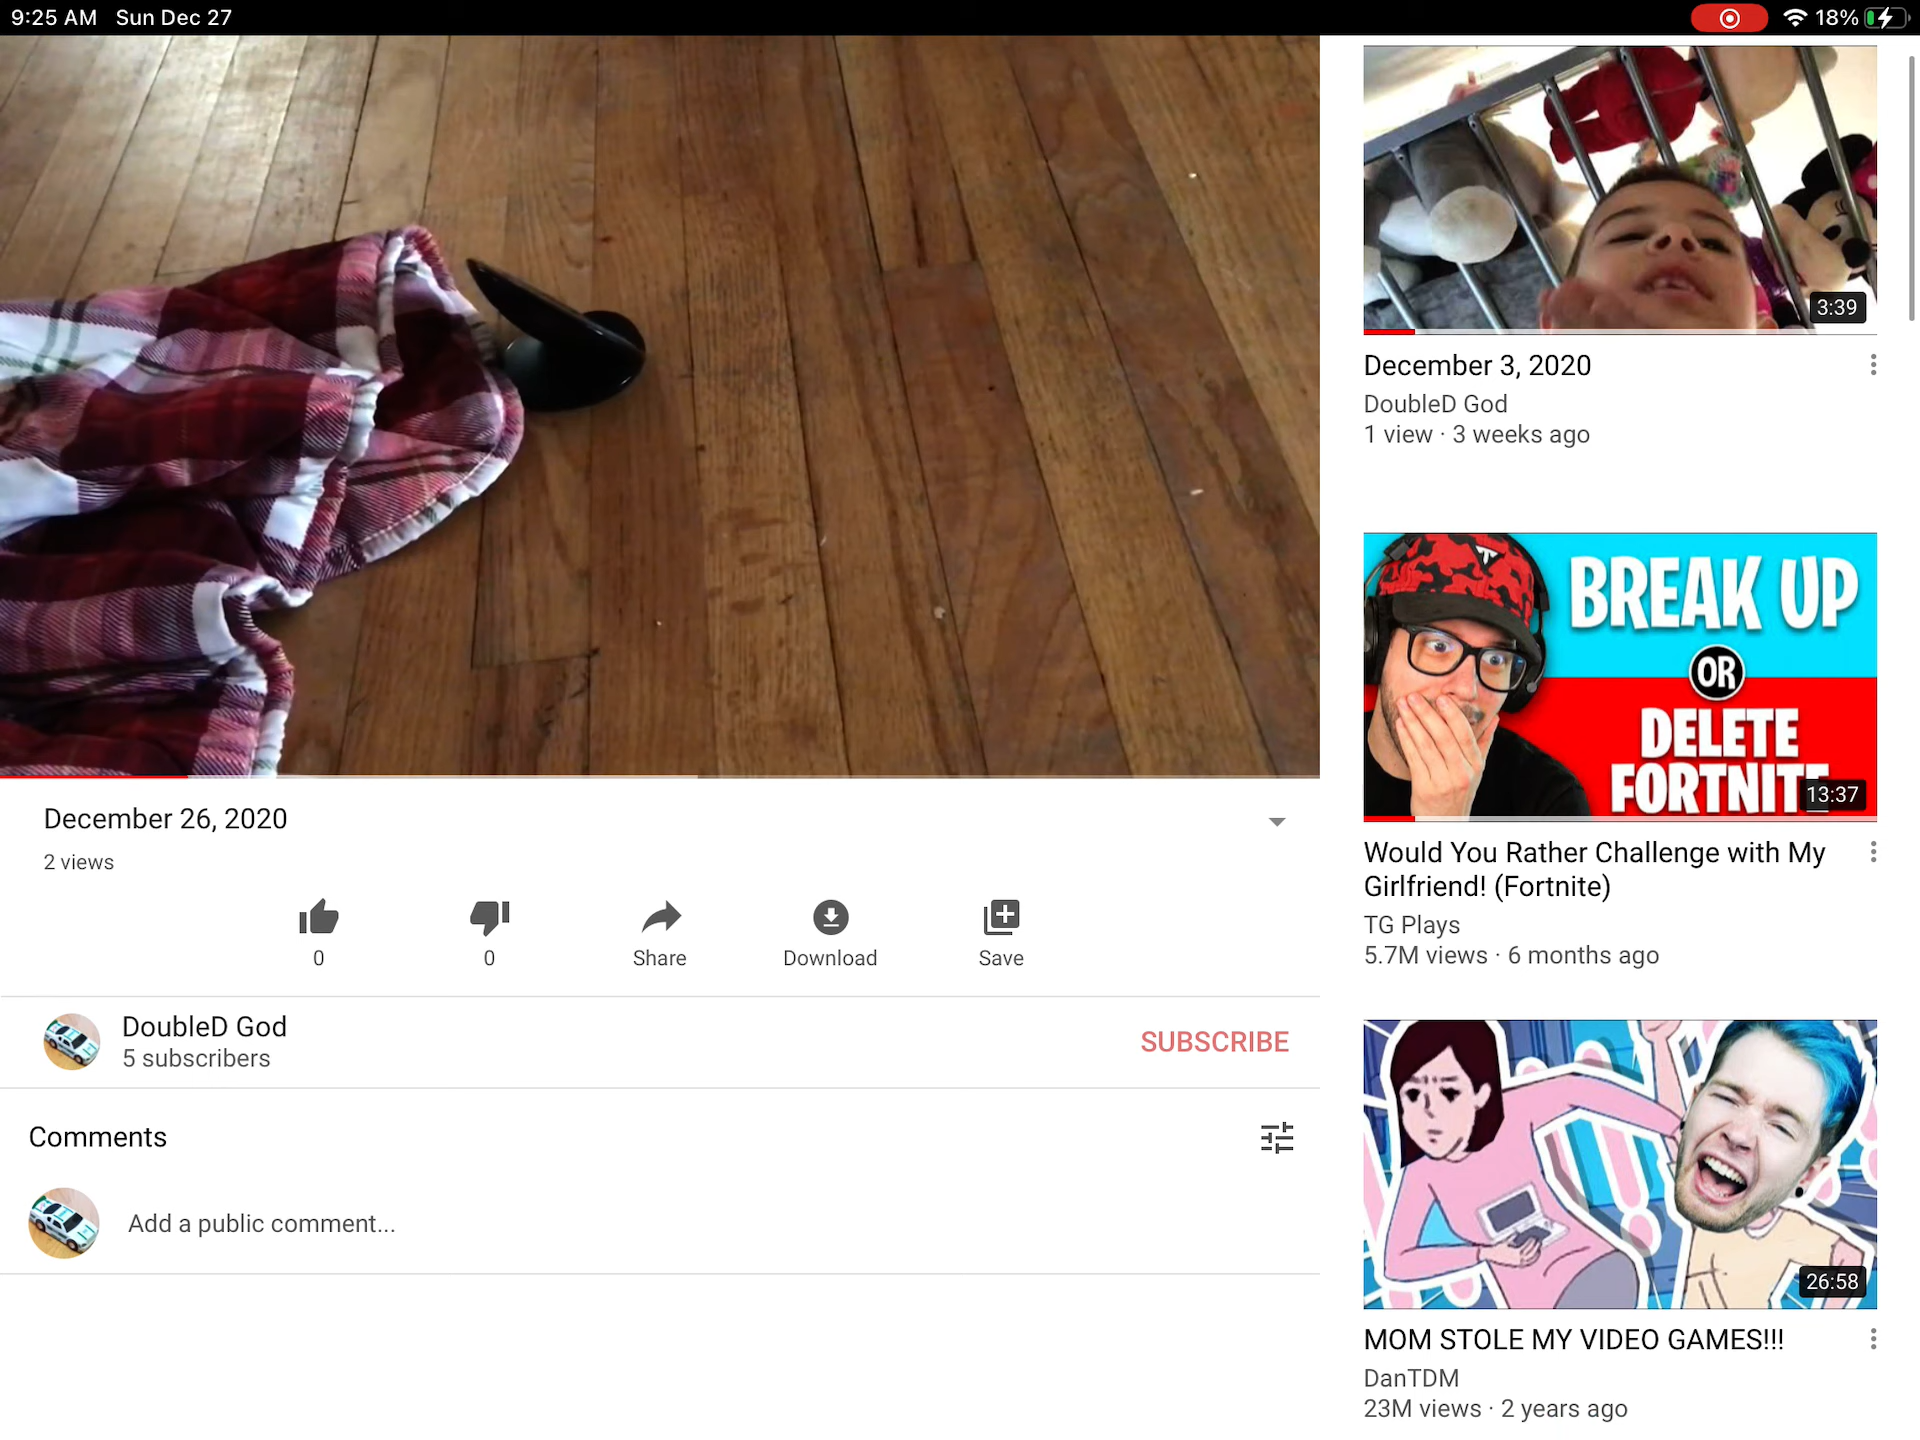 9:25 AM Sun Dec 27
18%
December 26, 2020
2 views
0
0
Share
Download
Save
DoubleD God
5 subscribers
SUBSCRIBE
Comments
Add a public comment...
3:39
December 3, 2020
DoubleD God
1 view · 3 weeks ago
BREAK UP
OR
DELETE
FORTNITE
13:37
Would You Rather Challenge with My
Girlfriend! (Fortnite)
TG Plays
5.7M views · 6 months ago
26:58
MOM STOLE MY VIDEO GAMES!!!
DanTDM
23M views · 2 years ago